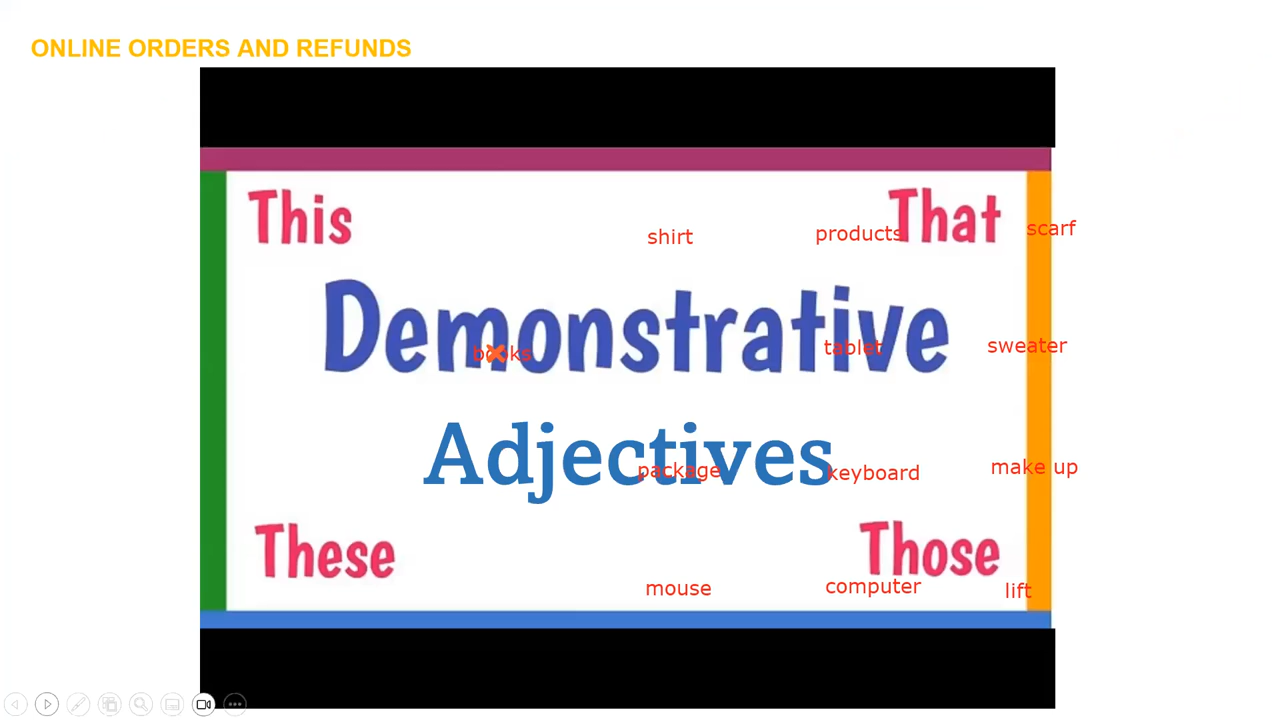 ONLINE ORDERS AND REFUNDS
This
That
shirt
products
scarf
Demonstrative
books
tablet
sweater
Adjectives
package
keyboard
make up
These
Those
mouse
computer
lift